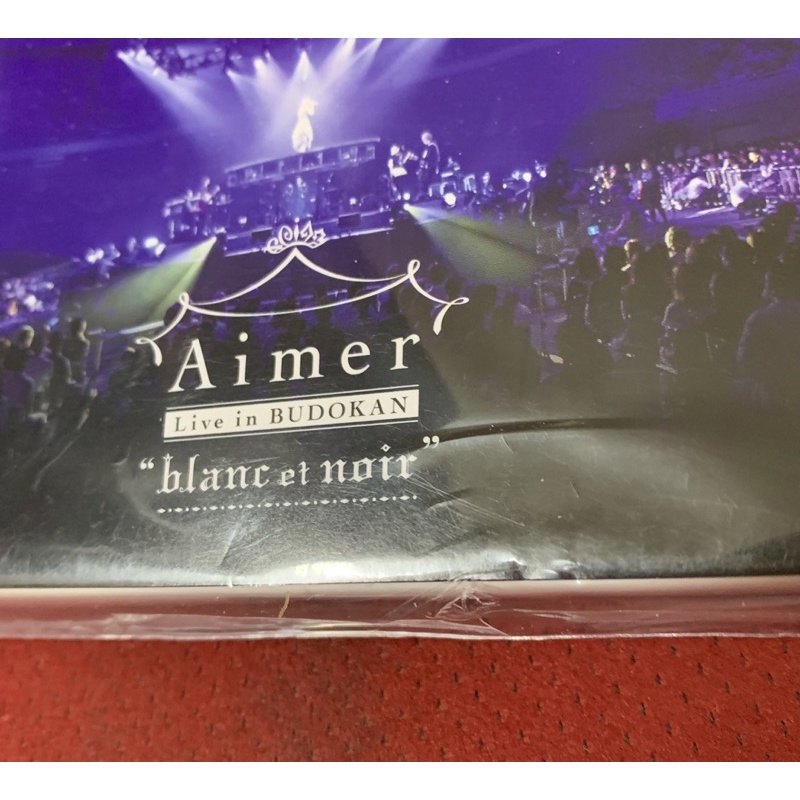 Aimer
Live in BUDOKAN
“blanc et noir”